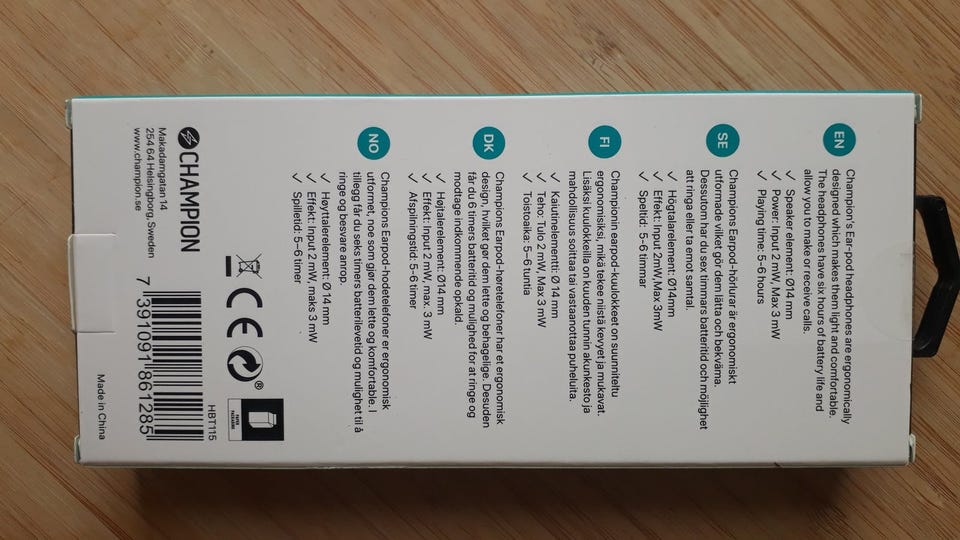 EN
Champion's Ear-pod headphones are ergonomically
designed which makes them light and comfortable.
The headphones have six hours of battery life and
allow you to make or receive calls.
✓ Speaker element: Ø14 mm
✓ Power: Input 2 mW, Max 3 mW
✓ Playing time: 5–6 hours
SE
Champions Earpod-hörlurar är ergonomiskt
utformade vilket gör dem lätta och bekväma.
Dessutom har du sex timmars batteritid och möjlighet
att ringa eller ta emot samtal.
✓ Högtalarelement: Ø14mm
✓ Effekt: Input 2mW,Max 3mW
✓ Speltid: 5–6 timmar
FI
Championin earpod-kuulokkeet on suunniteltu
ergonomisiksi, mikä tekee niistä kevyet ja mukavat.
Lisäksi kuulokkeilla on kuuden tunnin akunkesto ja
mahdollisuus soittaa tai vastaanottaa puheluita.
✓ Kaiutinelementti: Ø 14 mm
✓ Teho: Tulo 2 mW, Max 3 mW
✓ Toistoaika: 5–6 tuntia
DK
Champions Earpod-høretelefoner har et ergonomisk
design, hvilket gør dem lette og behagelige. Desuden
får du 6 timers batteritid og mulighed for at ringe og
modtage indkommende opkald.
✓ Højtalerelement: Ø14 mm
✓ Effekt: Input 2 mW, max. 3 mW
✓ Afspilningstid: 5–6 timer
NO
Champions Earpod-hodetelefoner er ergonomisk
utformet, noe som gjør dem lette og komfortable. I
tillegg får du seks timers batterilevetid og mulighet til å
ringe og besvare anrop.
✓ Høyttalerelement: Ø 14 mm
✓ Effekt: Input 2 mW, maks 3 mW
✓ Spilletid: 5–6 timer
CE
®
PAPER
PACKAGING
CHAMPION
Makadamgatan 14
254 64 Helsingborg, Sweden
www.champion.se
HBT115
7 391091 861285
Made in China